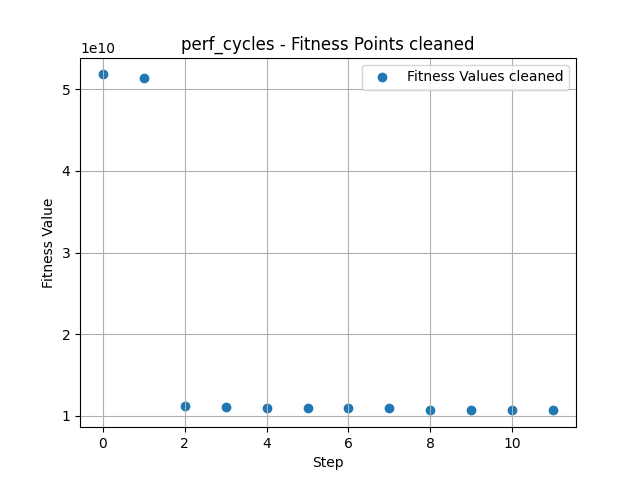 perf_cycles - Fitness Points cleaned
1e10
Fitness Values cleaned
5
4
3
2
1
Fitness Value
0 2 4 6 8 10
Step